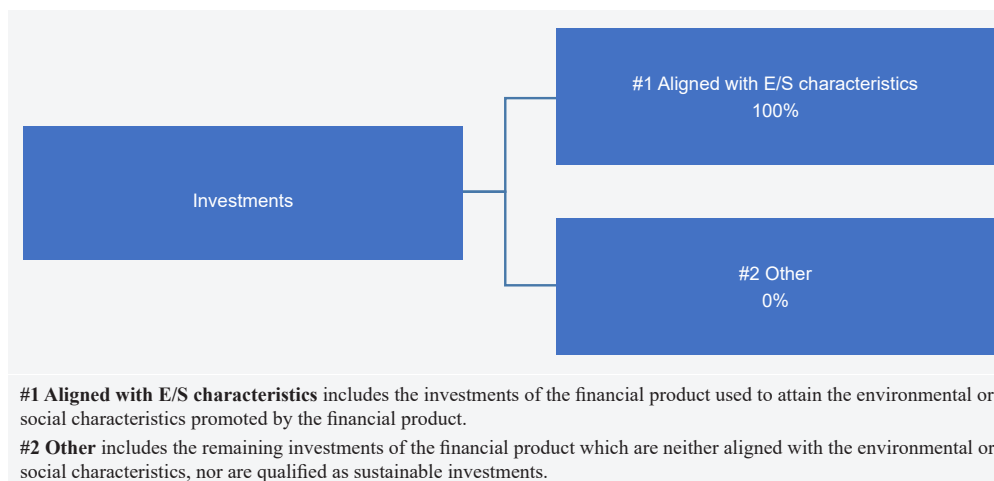 #1 Aligned with E/S characteristics
100%
Investments
#2 Other
0%
#1 Aligned with E/S characteristics includes the investments of the financial product used to attain the environmental or
social characteristics promoted by the financial product.
#2 Other includes the remaining investments of the financial product which are neither aligned with the environmental or
social characteristics, nor are qualified as sustainable investments.